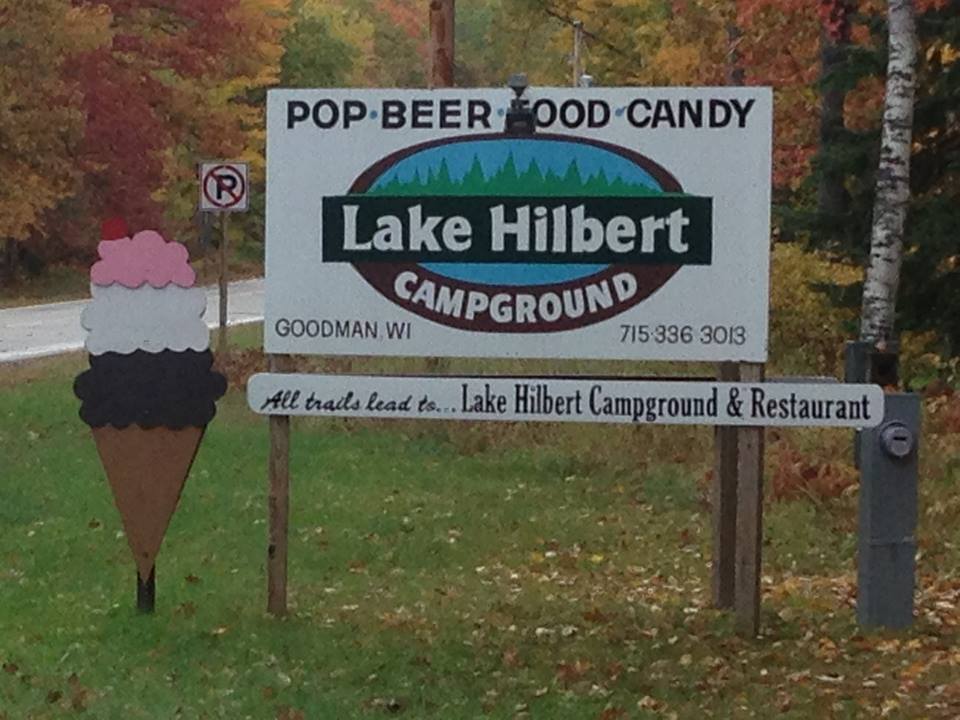 POP·BEER·FOOD·CANDY
P
Lake Hilbert
CAMPGROUND
GOODMAN, WI
715·336 3013
All trails lead to... Lake Hilbert Campground & Restaurant